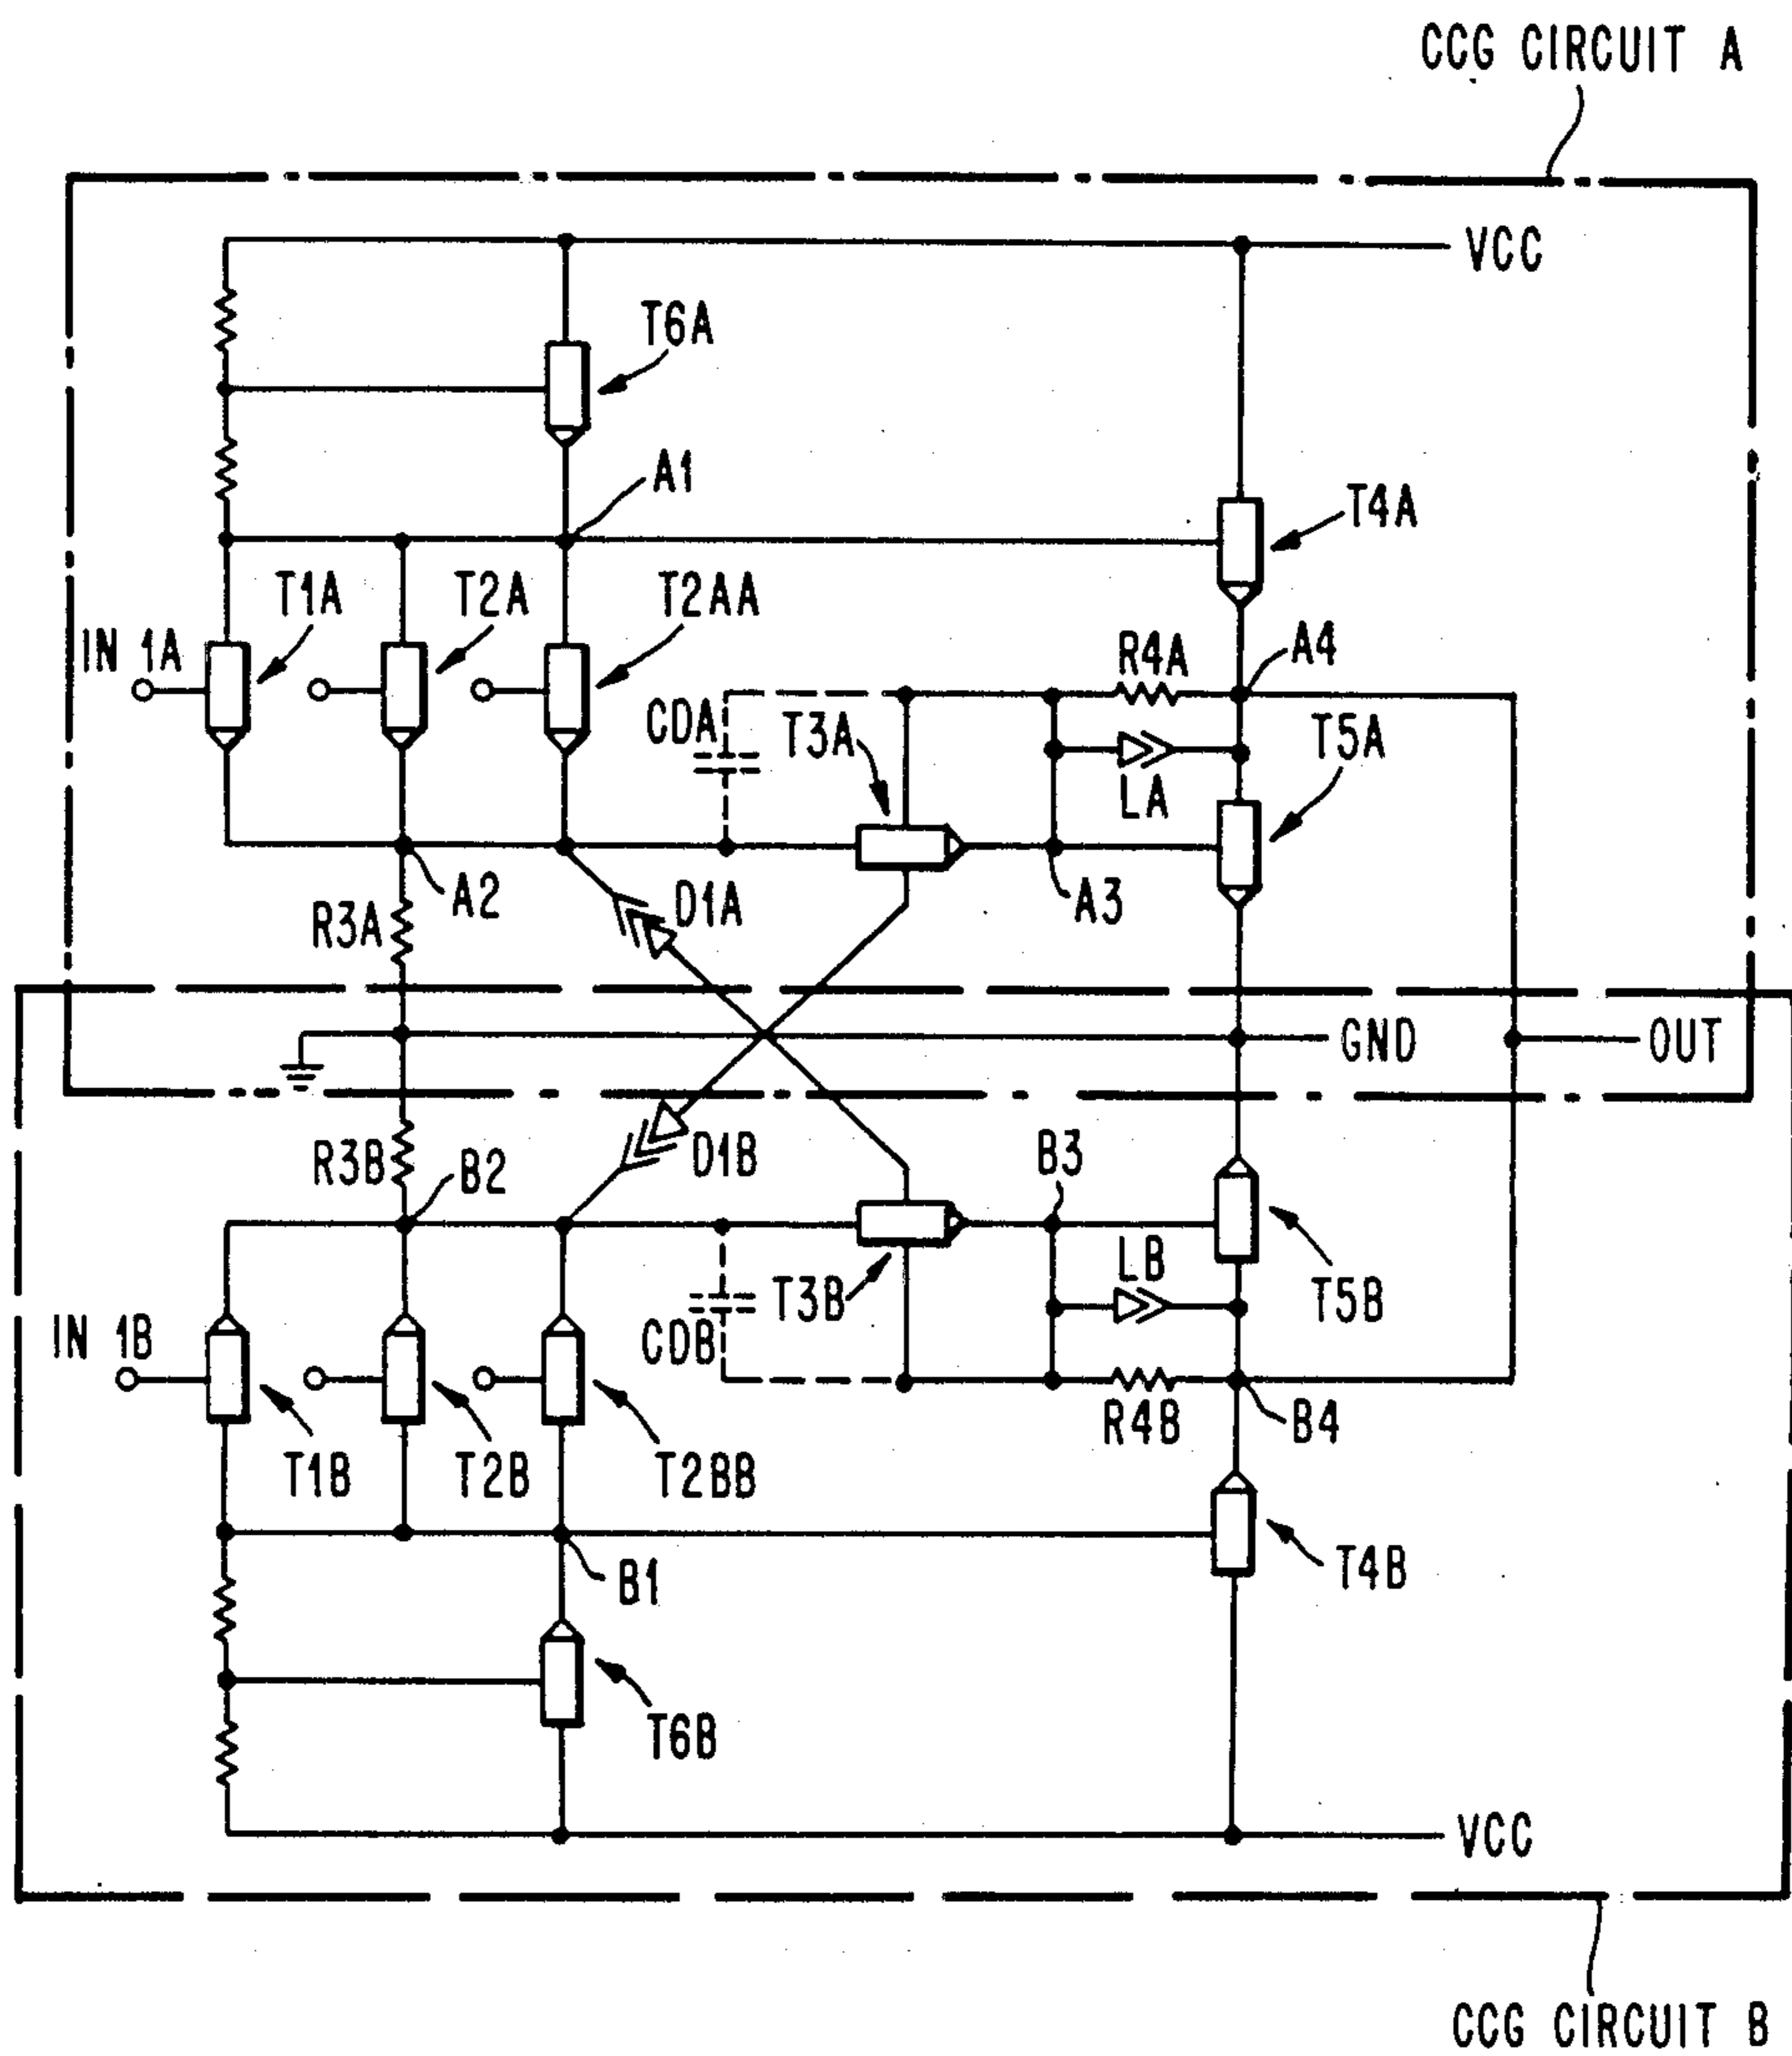 CCG CIRCUIT A
VCC
T6A
A1
T4A
T1A
T2A
T2AA
IN 1A
R4A
A4
CDA
T3A
T5A
LA
A2
D1A
A3
R3A
GND
OUT
R3B
B2
D1B
B3
LB
T3B
T5B
IN 1B
CDB
R4B
B4
T1B
T2B
T2BB
B1
T4B
T6B
VCC
CCG CIRCUIT B